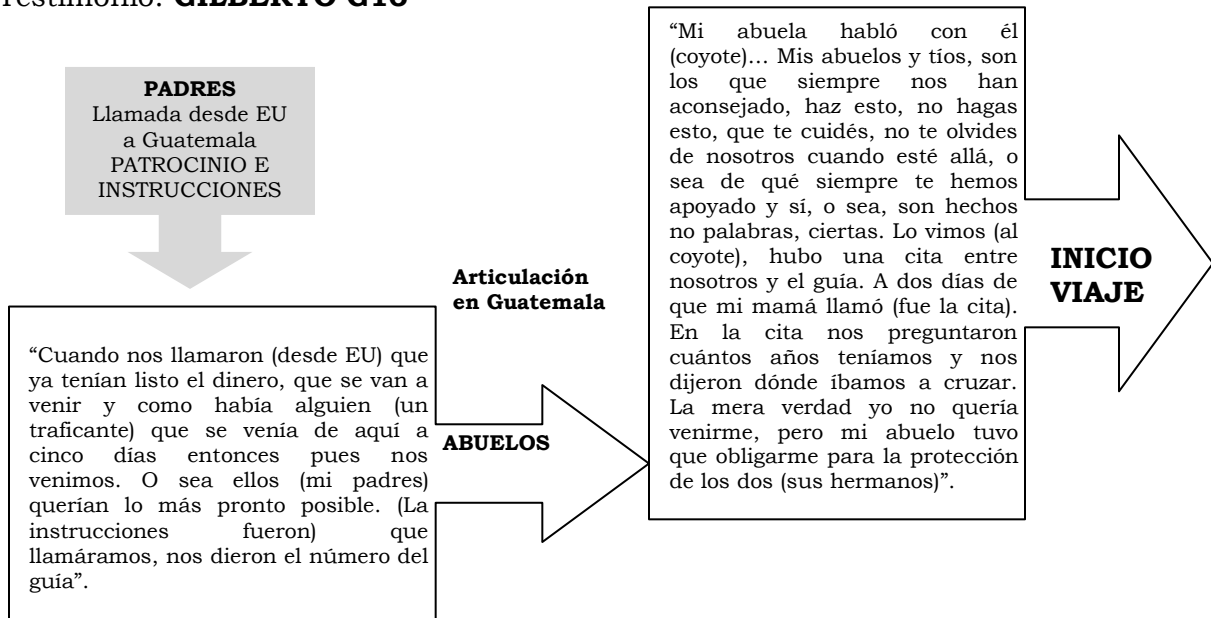 Testimonio: GILBERTO G16
PADRES
Llamada desde EU
a Guatemala
PATROCINIO E
INSTRUCCIONES
“Cuando nos llamaron (desde EU) que
ya tenían listo el dinero, que se van a
venir y como había alguien (un
traficante) que se venía de aquí a
cinco días entonces pues nos
venimos. O sea ellos (mi padres)
querían lo más pronto posible. (La
instrucciones fueron) que
llamáramos, nos dieron el número del
guía”.
Articulación
en Guatemala
ABUELOS
“Mi abuela habló con él
(coyote)… Mis abuelos y tíos, son
los que siempre nos han
aconsejado, haz esto, no hagas
esto, que te cuidés, no te olvides
de nosotros cuando esté allá, o
sea de qué siempre te hemos
apoyado y sí, o sea, son hechos
no palabras, ciertas. Lo vimos (al
coyote), hubo una cita entre
nosotros y el guía. A dos días de
que mi mamá llamó (fue la cita).
En la cita nos preguntaron
cuántos años teníamos y nos
dijeron dónde íbamos a cruzar.
La mera verdad yo no quería
venirme, pero mi abuelo tuvo
que obligarme para la protección
de los dos (sus hermanos)”.
INICIO
VIAJE